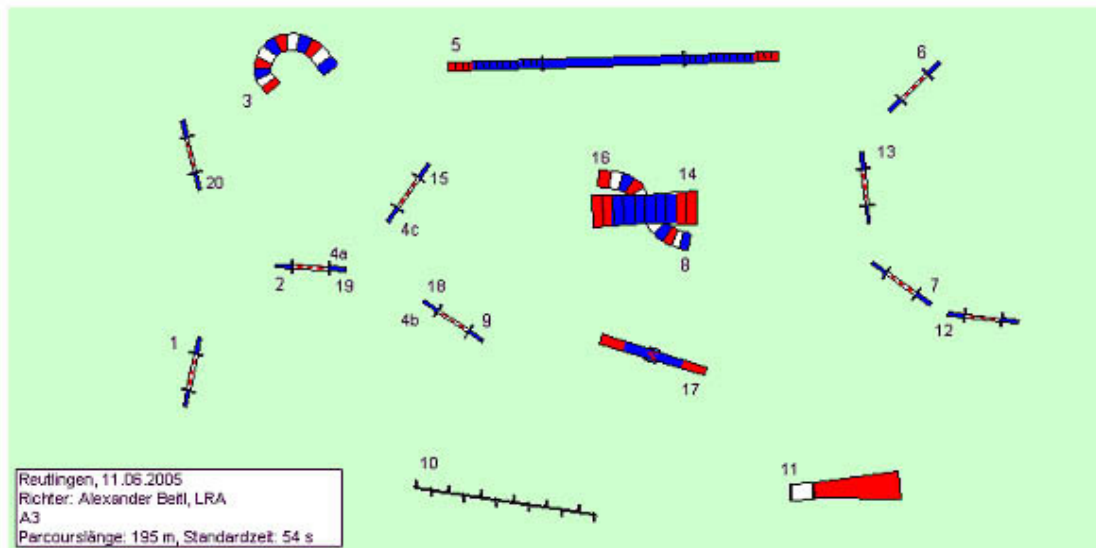 5
6
3
13
16
14
15
20
4c
4a
8
2
19
18
7
4b
9
12
1
17
10
11
Reutlingen, 11.06.2005
Richter: Alexander Beitl, LRA
A3
Parcourslänge: 195 m, Standardzeit: 54 s